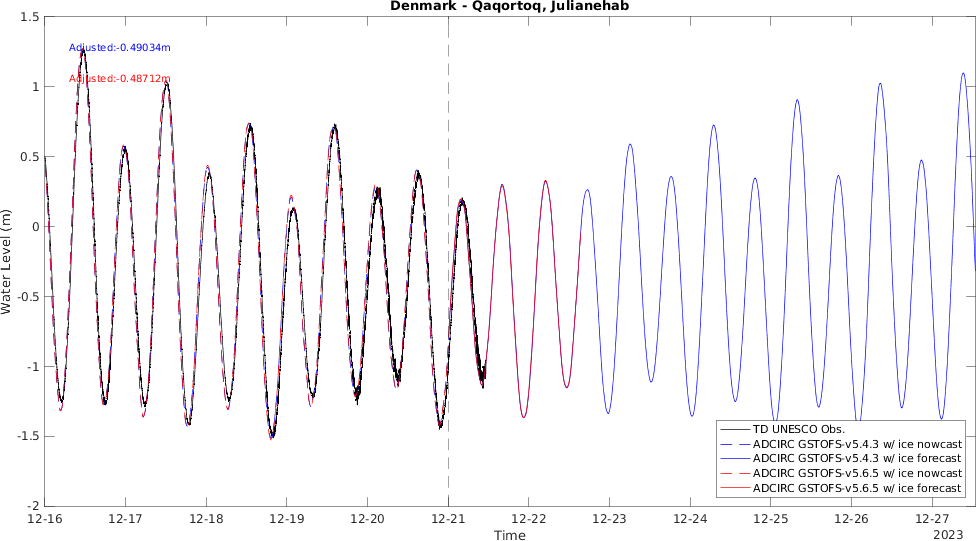 Denmark - Qaqortoq, Julianehab
1.5
Adjusted:-0.49034m
Adjusted:-0.48712m
1
0.5
0
-0.5
-1
-1.5
-2
Water Level (m)
TD UNESCO Obs.
ADCIRC GSTOFS-v5.4.3 w/ ice nowcast
ADCIRC GSTOFS-v5.4.3 w/ ice forecast
ADCIRC GSTOFS-v5.6.5 w/ ice nowcast
ADCIRC GSTOFS-v5.6.5 w/ ice forecast
12-16 12-17 12-18 12-19 12-20 12-21 12-22 12-23 12-24 12-25 12-26 12-27
Time
2023